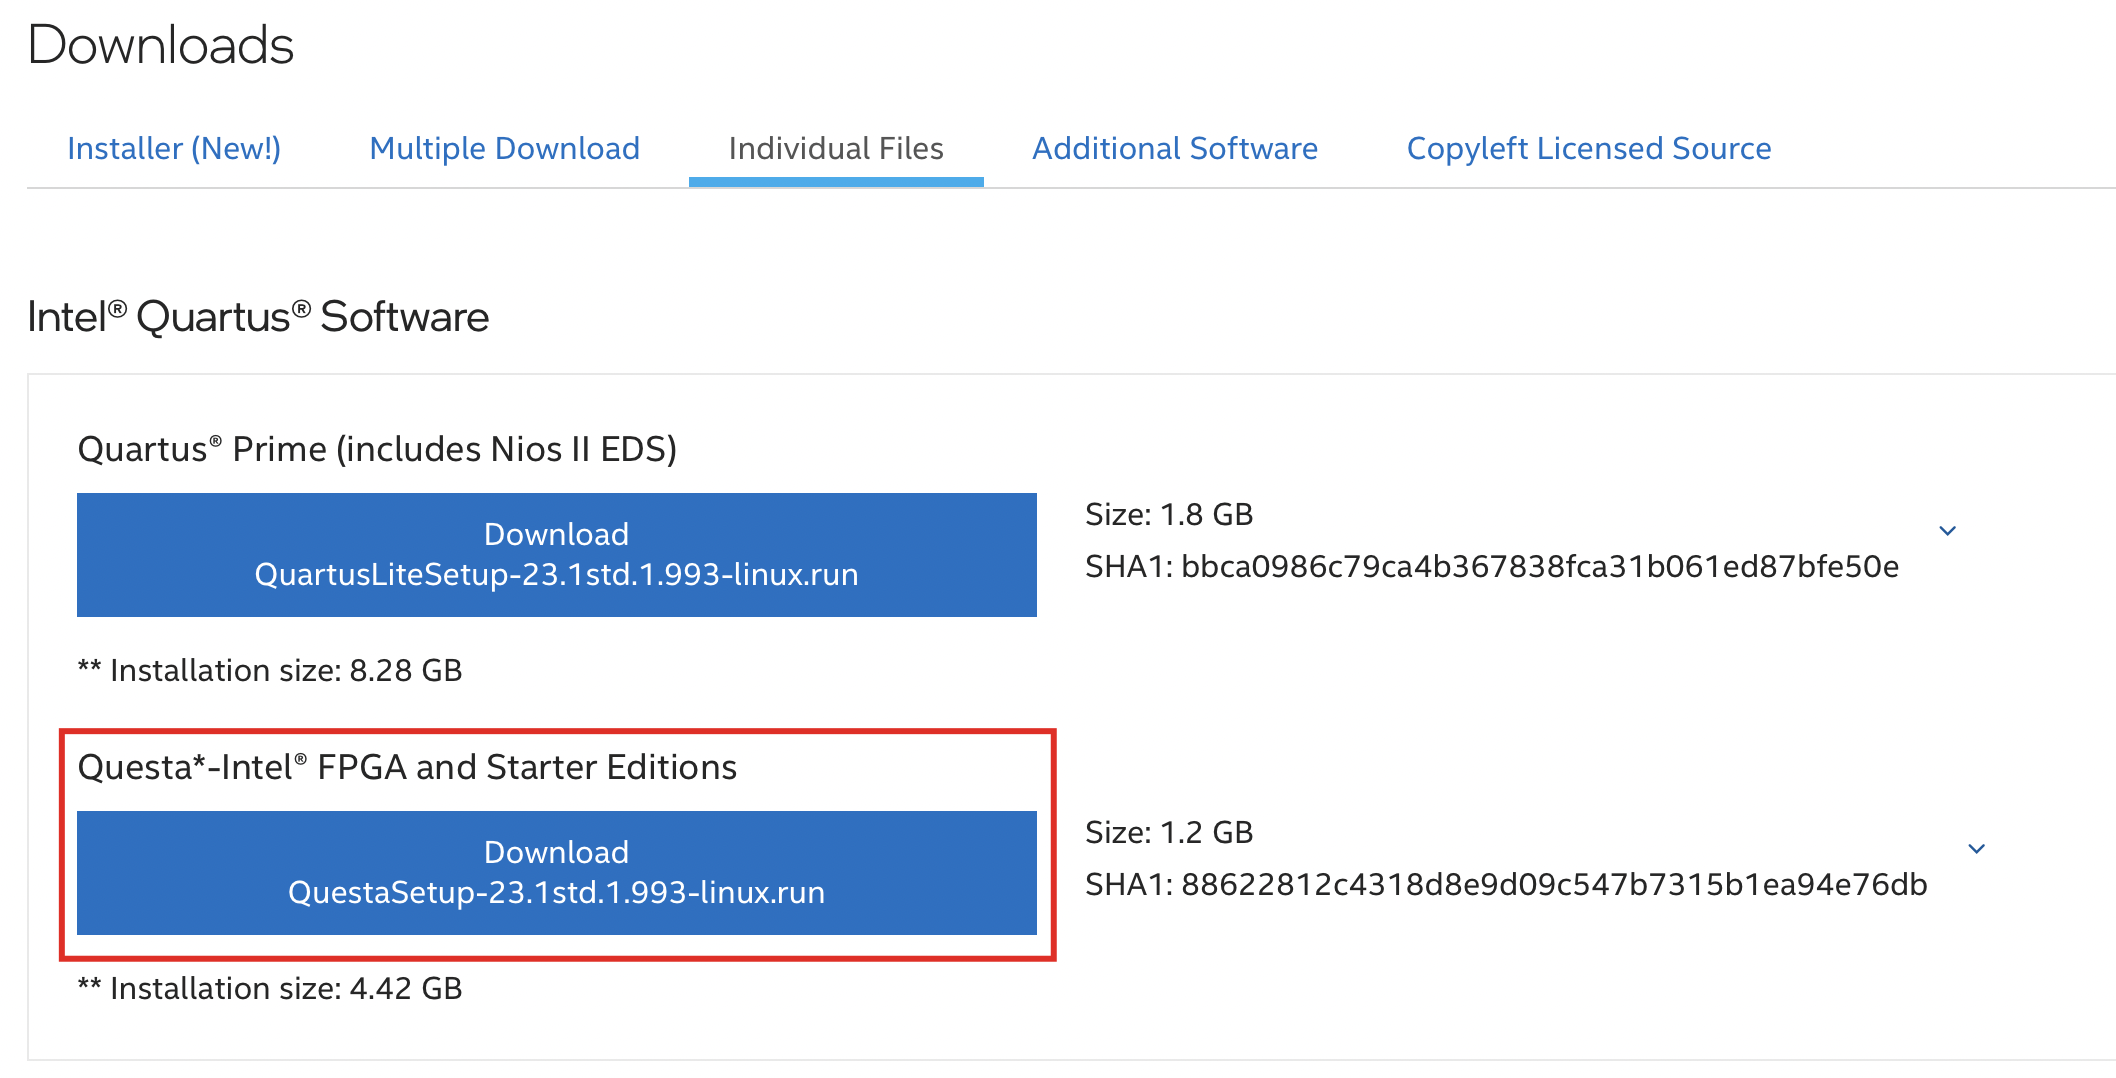 Downloads
Installer (New!) Multiple Download Individual Files Additional Software Copyleft Licensed Source
Intel® Quartus® Software
Quartus® Prime (includes Nios II EDS)
Download
QuartusLiteSetup-23.1std.1.993-linux.run
Size: 1.8 GB
SHA1: bbca0986c79ca4b367838fca31b061ed87bfe50e
** Installation size: 8.28 GB
Questa*-Intel® FPGA and Starter Editions
Download
QuestaSetup-23.1std.1.993-linux.run
Size: 1.2 GB
SHA1: 88622812c4318d8e9d09c547b7315b1ea94e76db
** Installation size: 4.42 GB